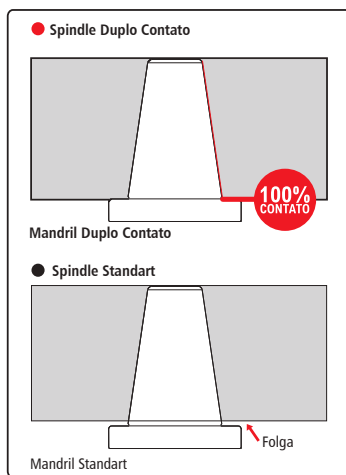 Spindle Duplo Contato
100%
CONTATO
Mandril Duplo Contato
Spindle Standart
Folga
Mandril Standart